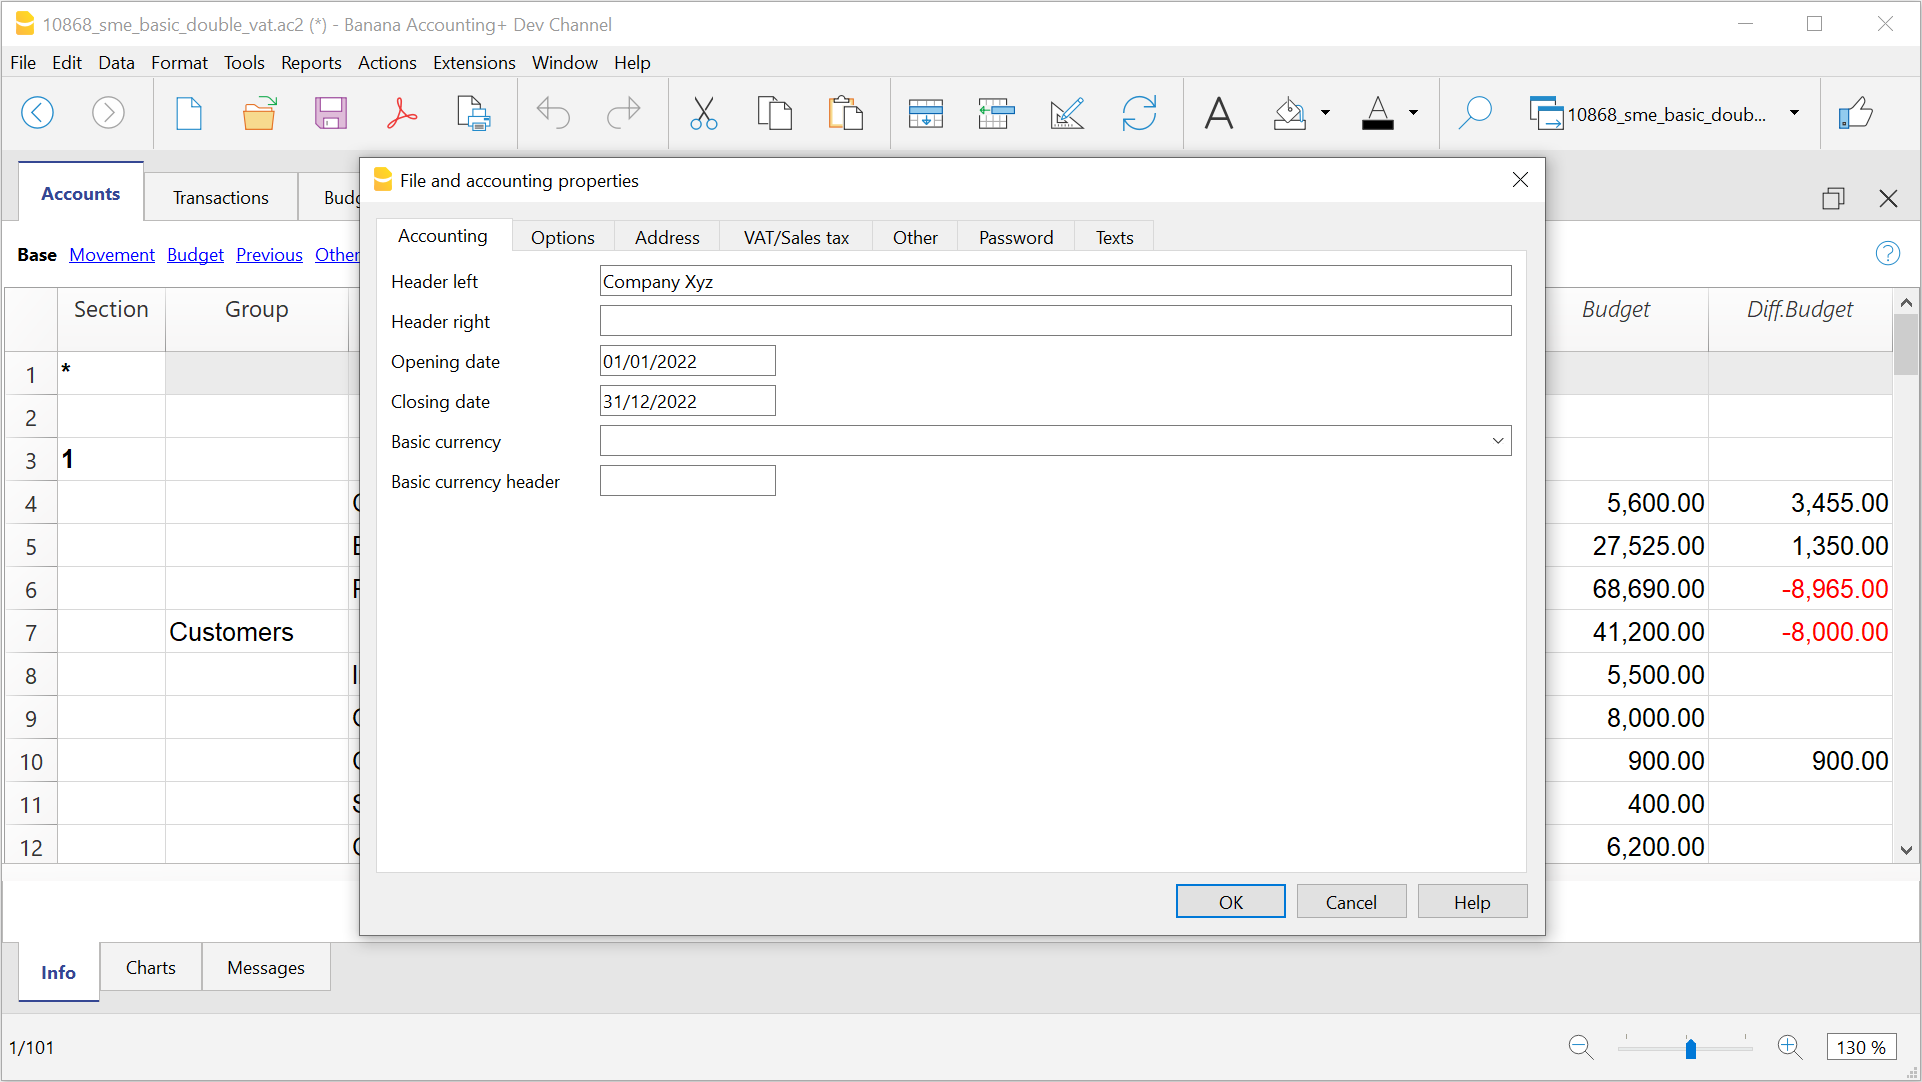 10868_sme_basic_double_vat.ac2 (*) - Banana Accounting+ Dev Channel
File Edit Data Format Tools Reports Actions Extensions Window Help
10868_sme_basic_doub...
Accounts Transactions
File and accounting properties
Base Movement Budget Previous Other
Accounting Options Address VAT/Sales tax Other Password Texts
Header left Company Xyz
Header right
Opening date 01/01/2022
Closing date 31/12/2022
Basic currency
Basic currency header
OK Cancel Help
Section Group Budget Diff.Budget
1 *
2
3 1
4 5,600.00 3,455.00
5 27,525.00 1,350.00
6 68,690.00 -8,965.00
7 Customers 41,200.00 -8,000.00
8 5,500.00
9 8,000.00
10 900.00 900.00
11 400.00
12 6,200.00
Info Charts Messages
1/101
130 %